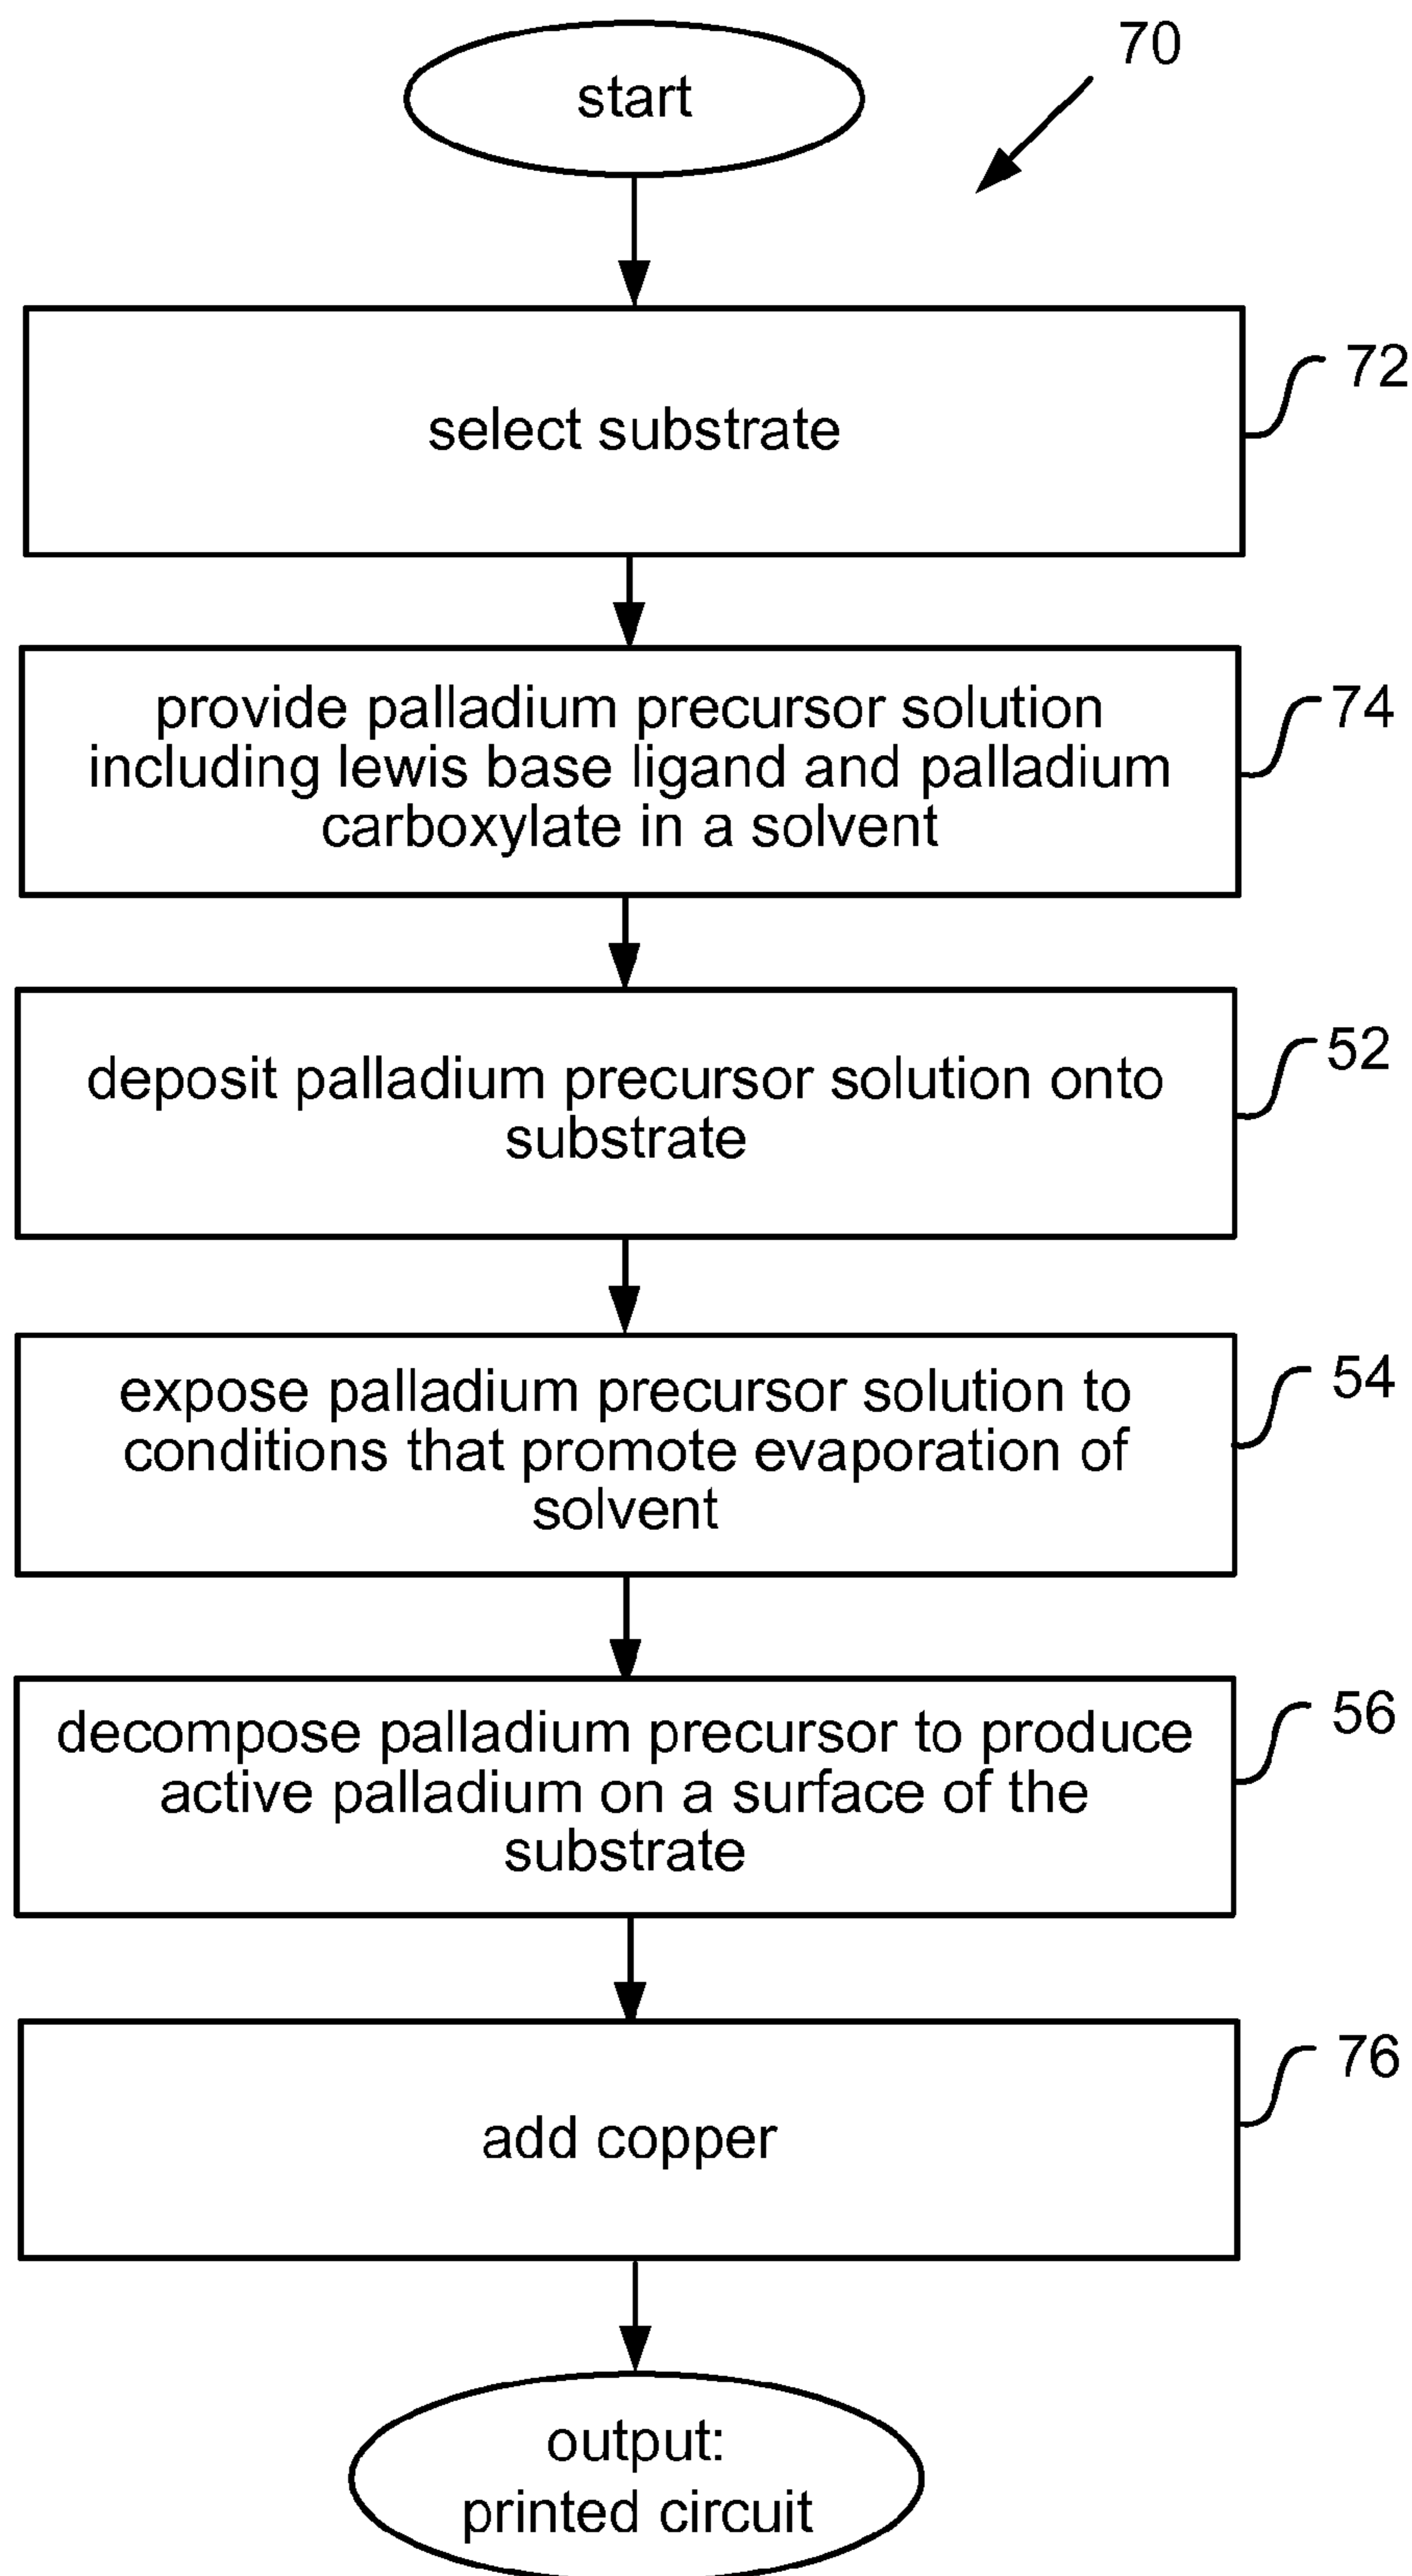 start
70
select substrate
72
provide palladium precursor solution
including lewis base ligand and palladium
carboxylate in a solvent
74
deposit palladium precursor solution onto
substrate
52
expose palladium precursor solution to
conditions that promote evaporation of
solvent
54
decompose palladium precursor to produce
active palladium on a surface of the
substrate
56
add copper
76
output:
printed circuit